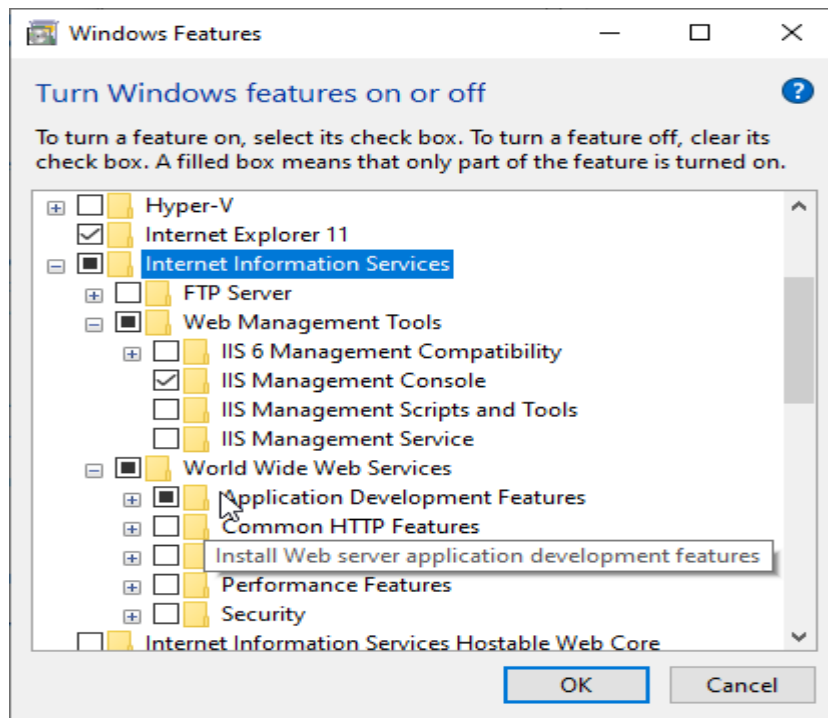 Windows Features
Turn Windows features on or off
To turn a feature on, select its check box. To turn a feature off, clear its
check box. A filled box means that only part of the feature is turned on.
Hyper-V
Internet Explorer 11
Internet Information Services
FTP Server
Web Management Tools
IIS 6 Management Compatibility
IIS Management Console
IIS Management Scripts and Tools
IIS Management Service
World Wide Web Services
Application Development Features
Common HTTP Features
Install Web server application development features
Performance Features
Security
Internet Information Services Hostable Web Core
OK
Cancel